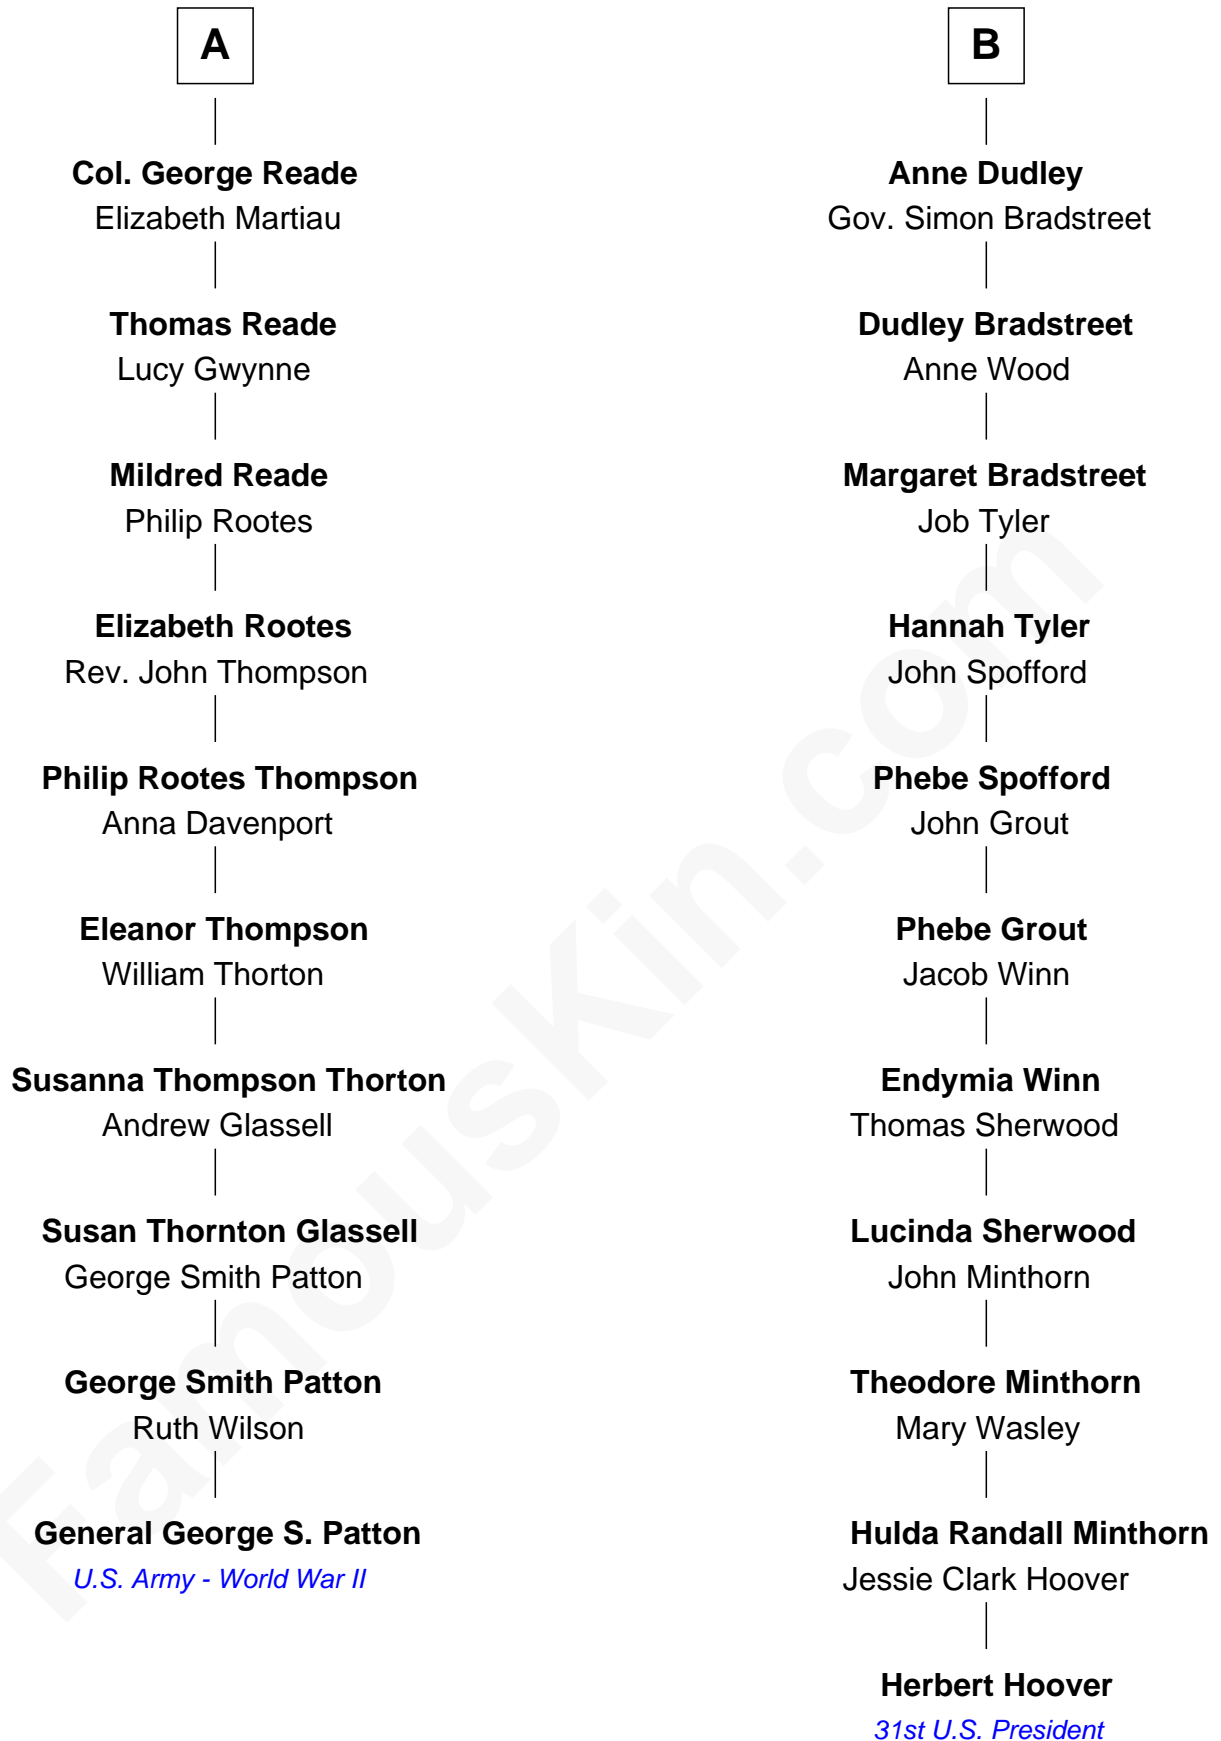 A
Col. George Reade
Elizabeth Martiau
Thomas Reade
Lucy Gwynne
Mildred Reade
Philip Rootes
Elizabeth Rootes
Rev. John Thompson
Philip Rootes Thompson
Anna Davenport
Eleanor Thompson
William Thorton
Susanna Thompson Thorton
Andrew Glassell
Susan Thornton Glassell
George Smith Patton
George Smith Patton
Ruth Wilson
General George S. Patton
U.S. Army - World War II
B
Anne Dudley
Gov. Simon Bradstreet
Dudley Bradstreet
Anne Wood
Margaret Bradstreet
Job Tyler
Hannah Tyler
John Spofford
Phebe Spofford
John Grout
Phebe Grout
Jacob Winn
Endymia Winn
Thomas Sherwood
Lucinda Sherwood
John Minthorn
Theodore Minthorn
Mary Wasley
Hulda Randall Minthorn
Jessie Clark Hoover
Herbert Hoover
31st U.S. President
FamousKin.com